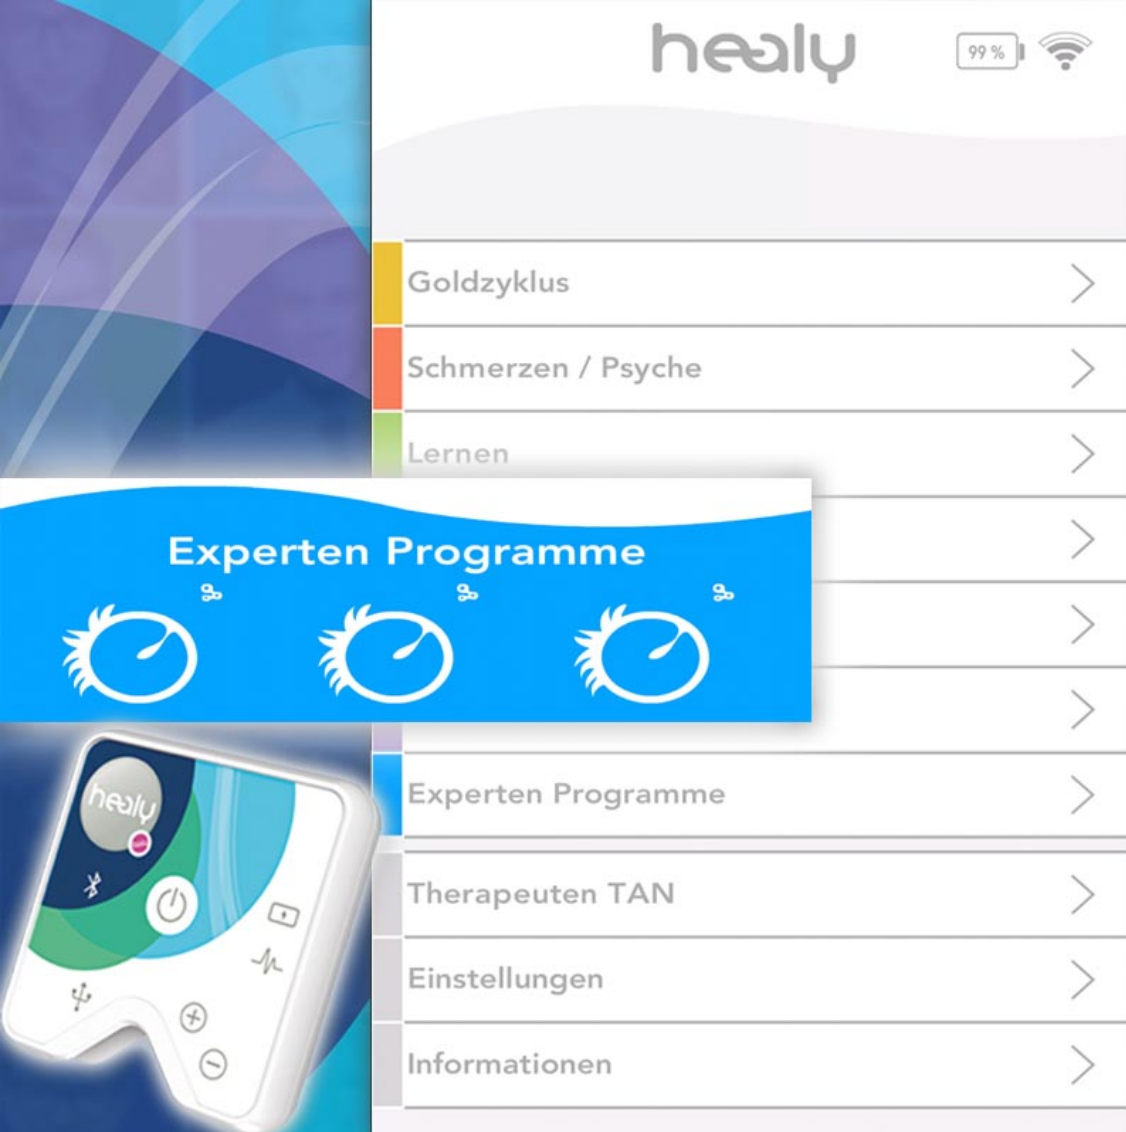 healy
99 %
Goldzyklus
Schmerzen / Psyche
Lernen
Experten Programme
Experten Programme
healy
Therapeuten TAN
Einstellungen
Informationen